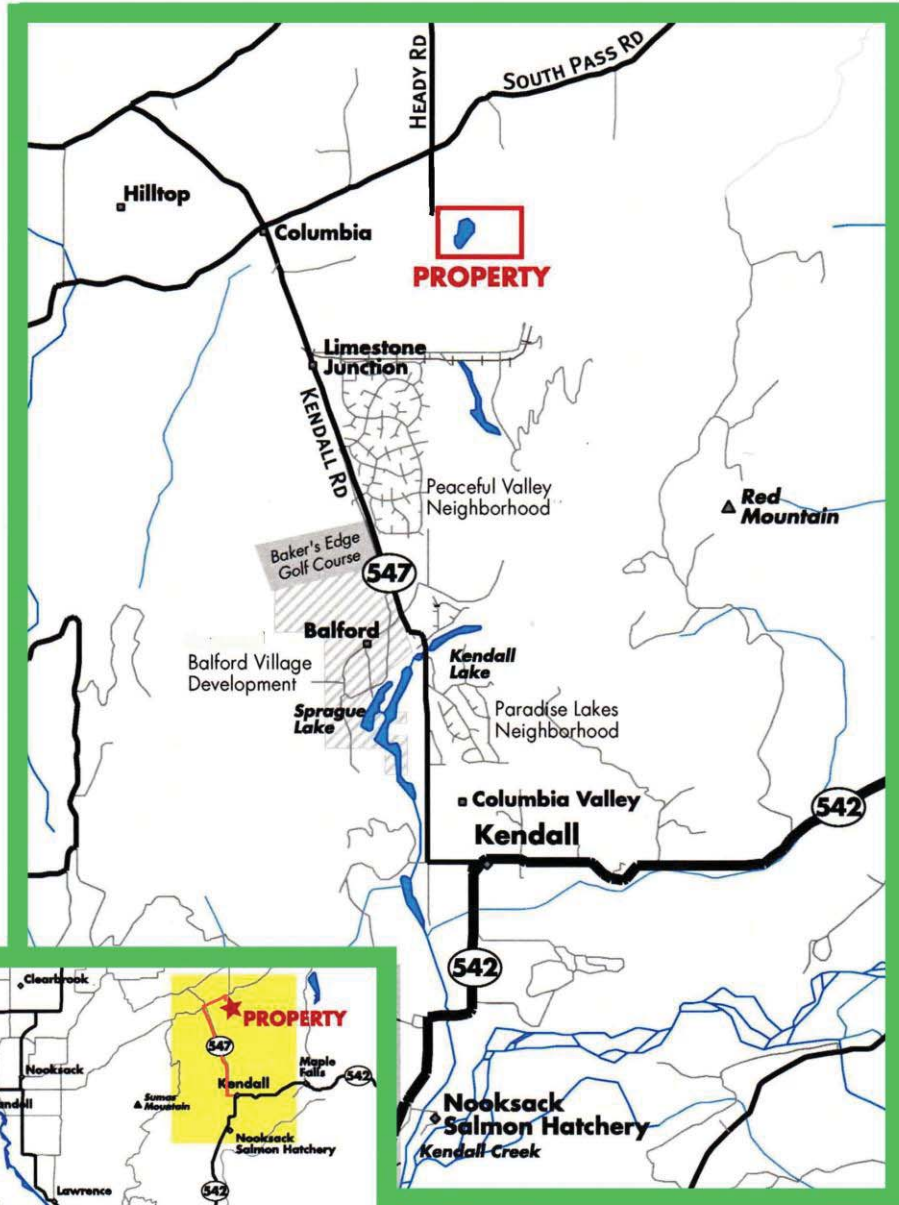 HEADY RD
SOUTH PASS RD
Hilltop
Columbia
PROPERTY
Limestone
Junction
KENDALL RD
Peaceful Valley
Neighborhood
Red
Mountain
Baker's Edge
Golf Course
547
Balford
Kendall
Lake
Balford Village
Development
Sprague
Lake
Paradise Lakes
Neighborhood
Columbia Valley
542
Kendall
542
Nooksack
Salmon Hatchery
Kendall Creek
Clearbrook
PROPERTY
547
Nooksack
Maple
Falls
542
Kendall
Sumas
Mountain
Nooksack
Salmon Hatchery
542
Lawrence